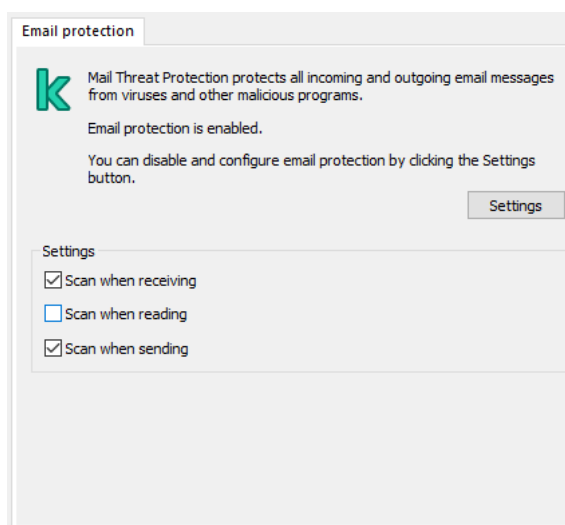 Email protection
Mail Threat Protection protects all incoming and outgoing email messages
from viruses and other malicious programs.
Email protection is enabled.
You can disable and configure email protection by clicking the Settings
button.
Settings
Settings
Scan when receiving
Scan when reading
Scan when sending